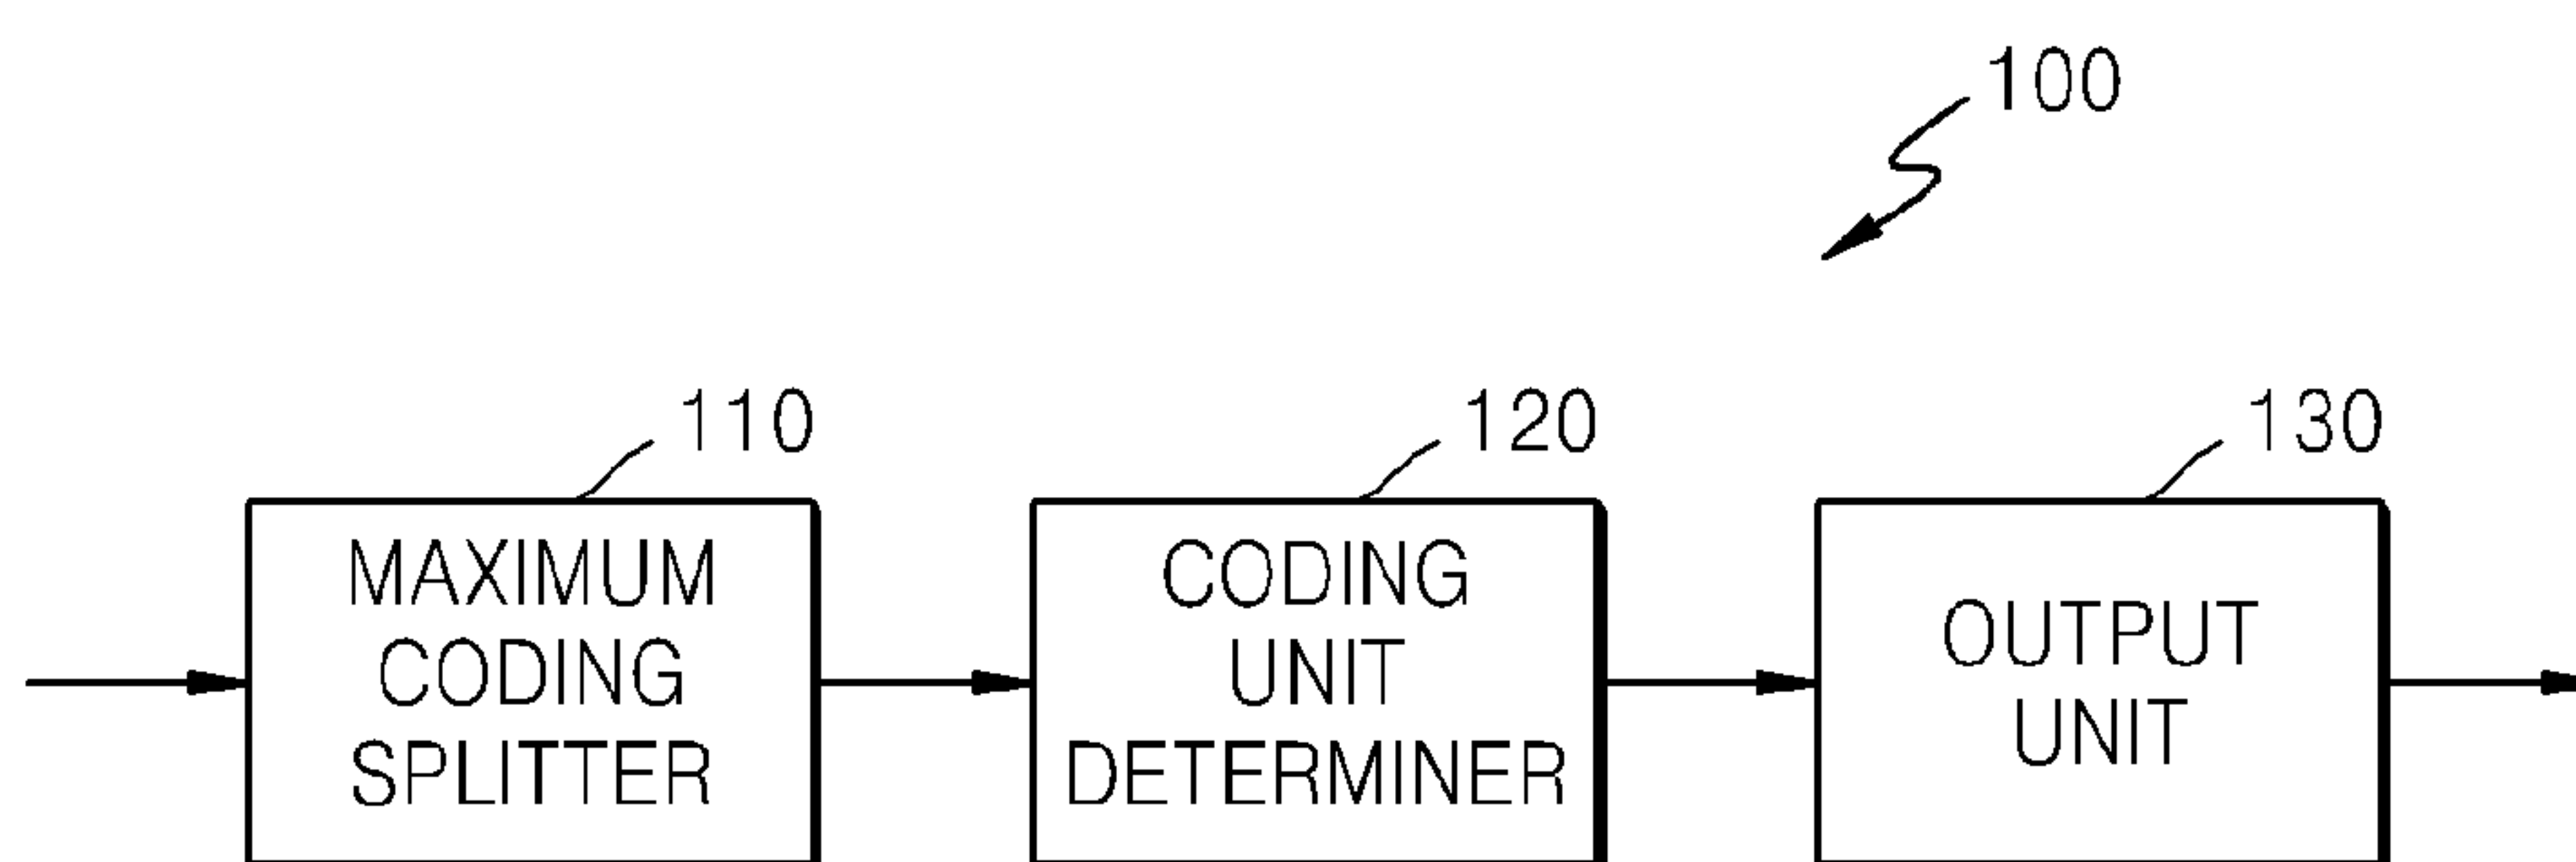 100
110
120
130
MAXIMUM
CODING
SPLITTER
CODING
UNIT
DETERMINER
OUTPUT
UNIT